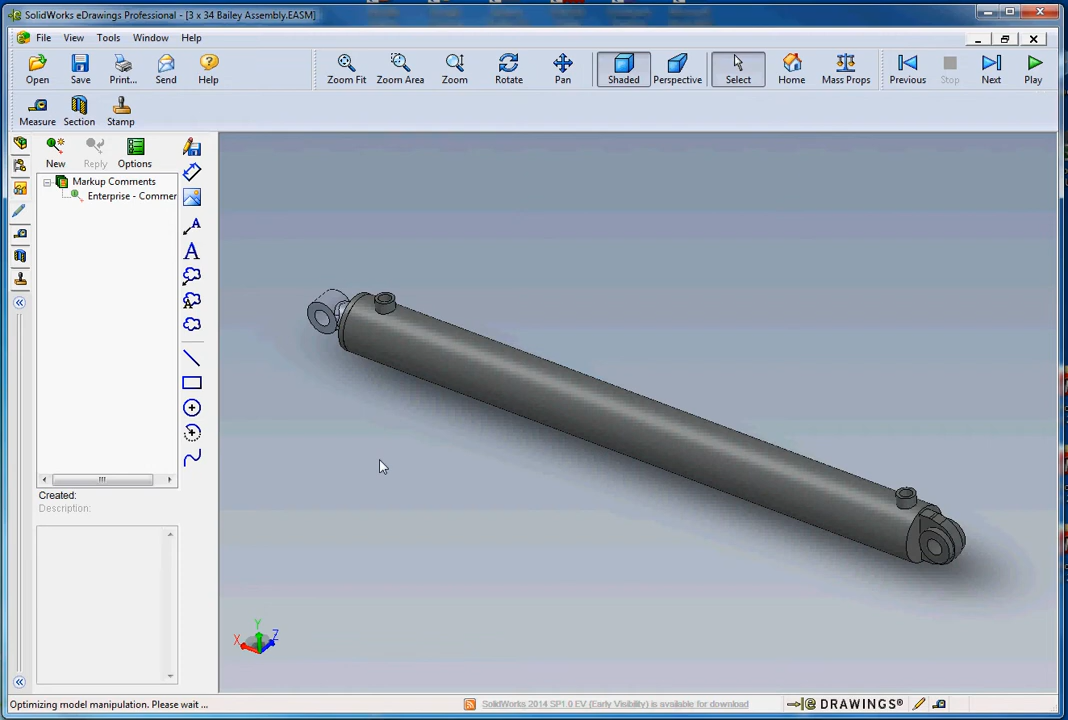 SolidWorks eDrawings Professional - [3 x 34 Bailey Assembly.EASM]
File View Tools Window Help
Open Save Print... Send Help Zoom Fit Zoom Area Zoom Rotate Pan Shaded Perspective Select Home Mass Props Previous Stop Next Play
Measure Section Stamp
New Reply Options
Markup Comments
Enterprise - Commer
Created:
Description:
Y
X Z
Optimizing model manipulation. Please wait ...
SolidWorks 2014 SP1.0 EV (Early Visibility) is available for download
eDRAWINGS®